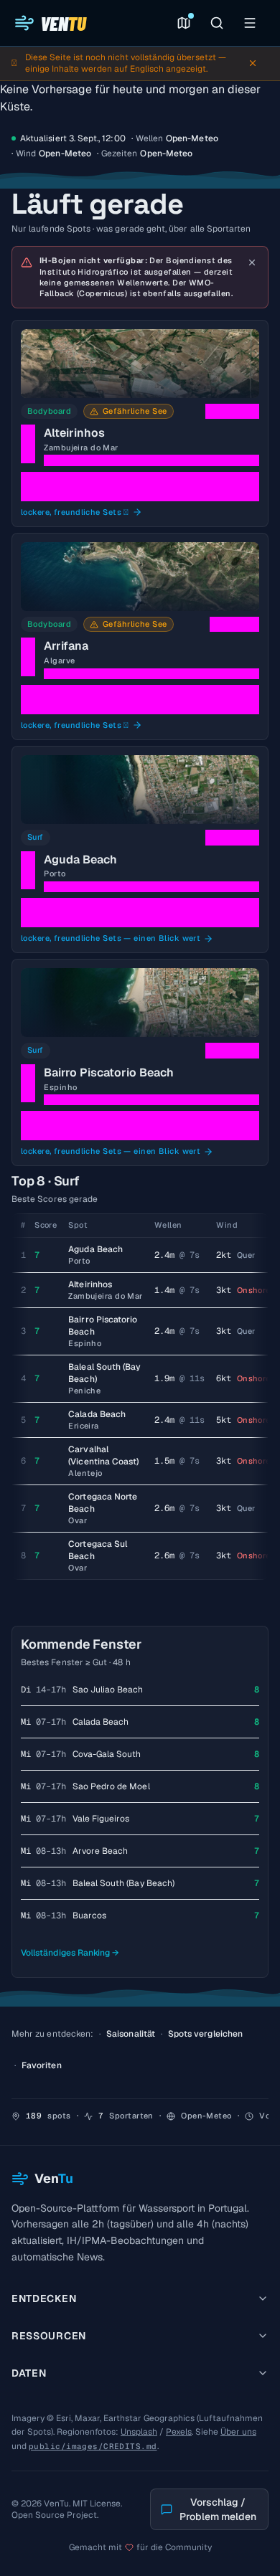 VENTU
Diese Seite ist noch nicht vollständig übersetzt —
einige Inhalte werden auf Englisch angezeigt.
Keine Vorhersage für heute und morgen an dieser
Küste.
Aktualisiert 3. Sept., 12:00 · Wellen Open-Meteo
· Wind Open-Meteo · Gezeiten Open-Meteo
Läuft gerade
Nur laufende Spots · was gerade geht, über alle Sportarten
IH-Bojen nicht verfügbar: Der Bojendienst des
Instituto Hidrográfico ist ausgefallen — derzeit
keine gemessenen Wellenwerte. Der WMO-
Fallback (Copernicus) ist ebenfalls ausgefallen.
Bodyboard Gefährliche See
Alteirinhos
Zambujeira do Mar
lockere, freundliche Sets →
Bodyboard Gefährliche See
Arrifana
Algarve
lockere, freundliche Sets →
Surf
Aguda Beach
Porto
lockere, freundliche Sets — einen Blick wert →
Surf
Bairro Piscatorio Beach
Espinho
lockere, freundliche Sets — einen Blick wert →
Top 8 · Surf
Beste Scores gerade
# Score Spot Wellen Wind
1 7 Aguda Beach 2.4m @ 7s 2kt Quer
Porto
2 7 Alteirinhos 1.4m @ 7s 3kt Onshor
Zambujeira do Mar
3 7 Bairro Piscatorio Beach 2.4m @ 7s 3kt Quer
Espinho
4 7 Baleal South (Bay Beach) 1.9m @ 11s 6kt Onshor
Peniche
5 7 Calada Beach 2.4m @ 11s 5kt Onshor
Ericeira
6 7 Carvalhal (Vicentina Coast) 1.5m @ 7s 3kt Onshor
Alentejo
7 7 Cortegaca Norte Beach 2.6m @ 7s 3kt Quer
Ovar
8 7 Cortegaca Sul Beach 2.6m @ 7s 3kt Onshor
Ovar
Kommende Fenster
Bestes Fenster ≥ Gut · 48 h
Di 14–17h Sao Juliao Beach 8
Mi 07–17h Calada Beach 8
Mi 07–17h Cova-Gala South 8
Mi 07–17h Sao Pedro de Moel 8
Mi 07–17h Vale Figueiros 7
Mi 08–13h Arvore Beach 7
Mi 08–13h Baleal South (Bay Beach) 7
Mi 08–13h Buarcos 7
Vollständiges Ranking →
Mehr zu entdecken: · Saisonalität · Spots vergleichen
· Favoriten
189 spots · 7 Sportarten · Open-Meteo ·
VenTu
Open-Source-Plattform für Wassersport in Portugal.
Vorhersagen alle 2h (tagsüber) und alle 4h (nachts)
aktualisiert, IH/IPMA-Beobachtungen und
automatische News.
ENTDECKEN
RESSOURCEN
DATEN
Imagery © Esri, Maxar, Earthstar Geographics (Luftaufnahmen
der Spots). Regionenfotos: Unsplash / Pexels. Siehe Über uns
und public/images/CREDITS.md.
© 2026 VenTu. MIT License.
Open Source Project.
Vorschlag /
Problem melden
Gemacht mit ♡ für die Community